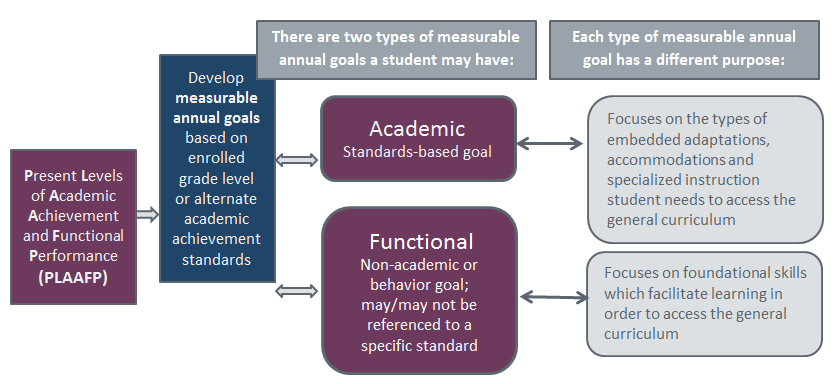 There are two types of measurable
annual goals a student may have:
Each type of measurable annual
goal has a different purpose:
Present Levels
of Academic
Achievement
and Functional
Performance
(PLAAFP)
Develop
measurable
annual goals
based on
enrolled
grade level
or alternate
academic
achievement
standards
Academic
Standards-based goal
Focuses on the types of
embedded adaptations,
accommodations and
specialized instruction
student needs to access the
general curriculum
Functional
Non-academic or
behavior goal;
may/may not be
referenced to a
specific standard
Focuses on foundational skills
which facilitate learning in
order to access the general
curriculum